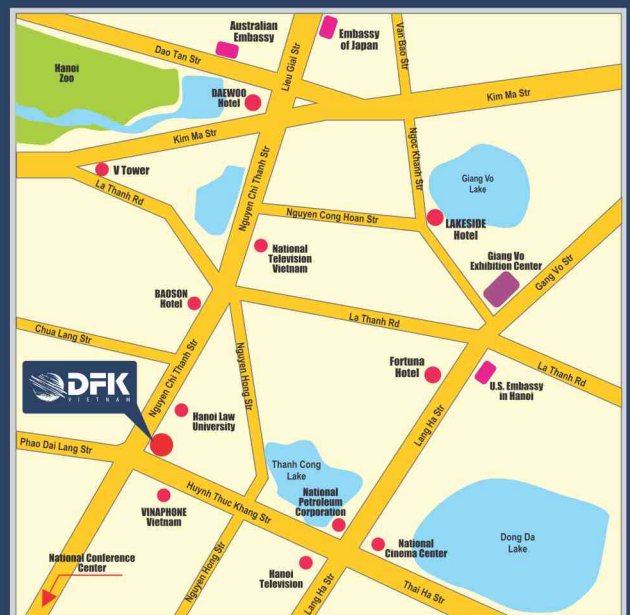 Australian
Embassy
Embassy
of Japan
Dao Tan Str
Lieu Giai Str
Van Bao Str
Hanoi
Zoo
DAEWOO
Hotel
Kim Ma Str
Kim Ma Str
V Tower
La Thanh Rd
Nguyen Chi Thanh Str
Ngoc Khanh Str
Giang Vo
Lake
Nguyen Cong Hoan Str
LAKESIDE
Hotel
National
Television
Vietnam
Giang Vo
Exhibition Center
Gang Vo Str
BAOSON
Hotel
La Thanh Rd
Chua Lang Str
Nguyen Chi Thanh Str
Nguyen Hong Str
Fortuna
Hotel
La Thanh Rd
U.S. Embassy
in Hanoi
DFK
VIETNAM
Hanoi Law
University
Lang Ha Str
Phao Dai Lang Str
Thanh Cong
Lake
Huynh Thuc Khang Str
National
Petroleum
Corporation
VINAPHONE
Vietnam
National
Cinema Center
Dong Da
Lake
National Conference
Center
Nguyen Hong Str
Hanoi
Television
Lang Ha Str
Thai Ha Str